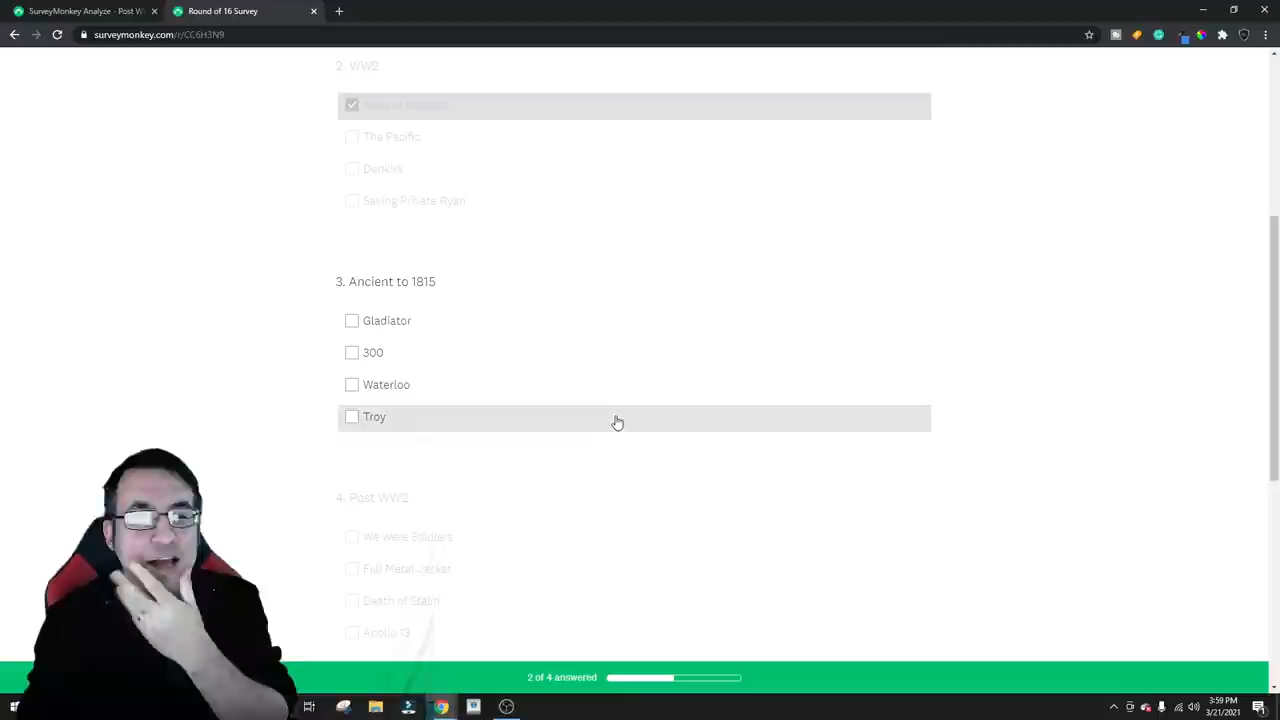 SurveyMonkey Analyze - Post W
Round of 16 Survey
surveymonkey.com/r/CC6H3N9
2. WW2
The Pacific
Dunkirk
Saving Private Ryan
3. Ancient to 1815
Gladiator
300
Waterloo
Troy
4. Post WW2
We Were Soldiers
Full Metal Jacket
Death of Stalin
Apollo 13
2 of 4 answered
3:59 PM
3/21/2021